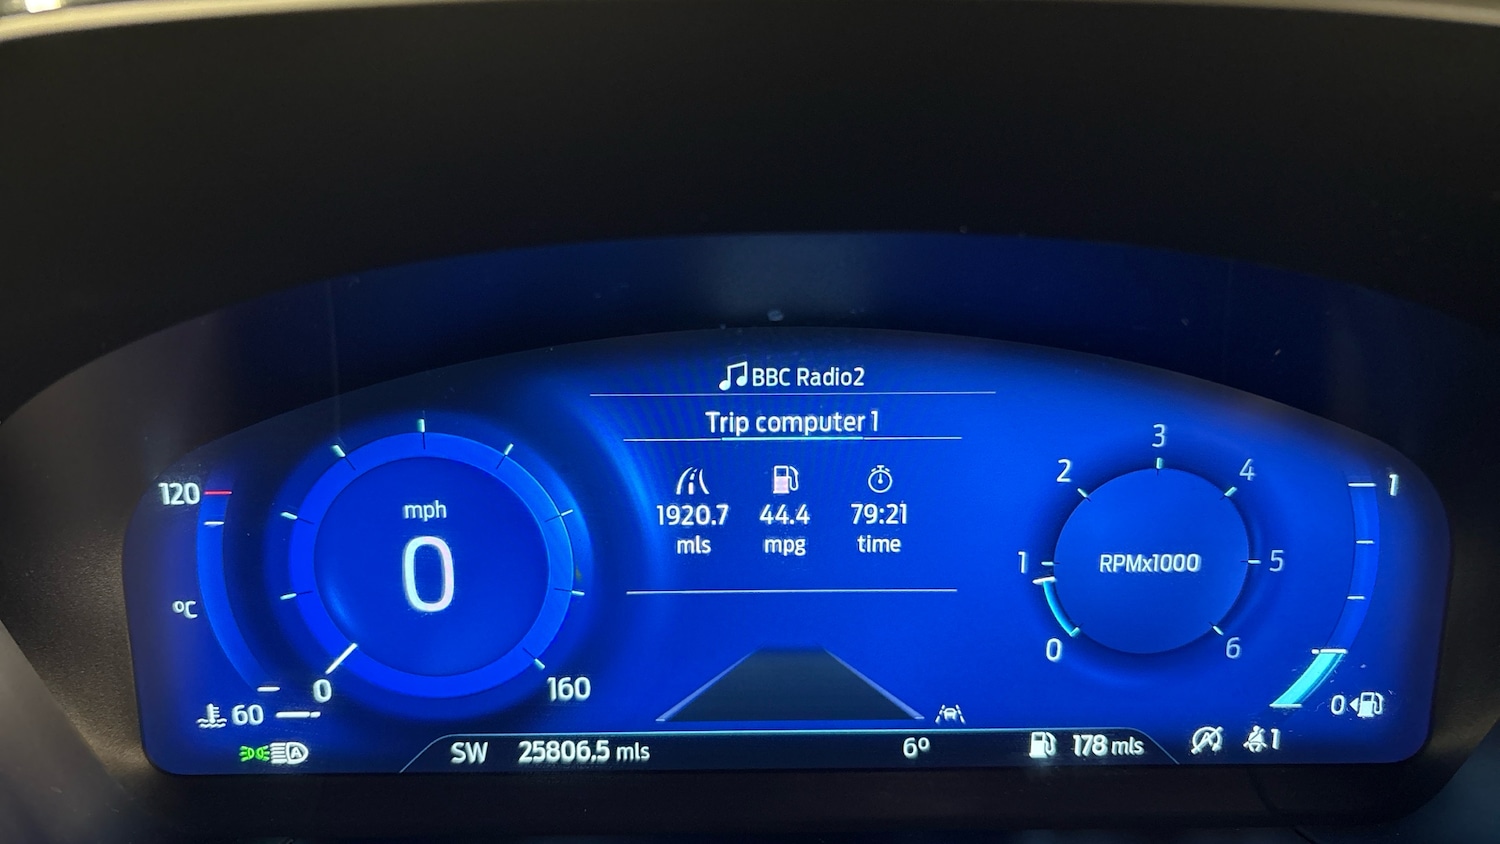 BBC Radio2
Trip computer 1
1920.7 44.4 79:21
mls mpg time
120
°C
60
mph
0
0
160
0
1
2
3
4
5
6
RPMx1000
1
0
A
SW 25806.5 mls 6° 178 mls A 1